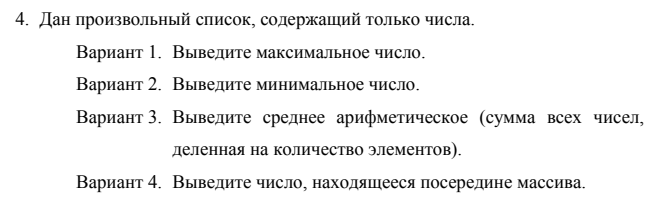 4. Дан произвольный список, содержащий только числа.
Вариант 1. Выведите максимальное число.
Вариант 2. Выведите минимальное число.
Вариант 3. Выведите среднее арифметическое (сумма всех чисел,
деленная на количество элементов).
Вариант 4. Выведите число, находящееся посередине массива.